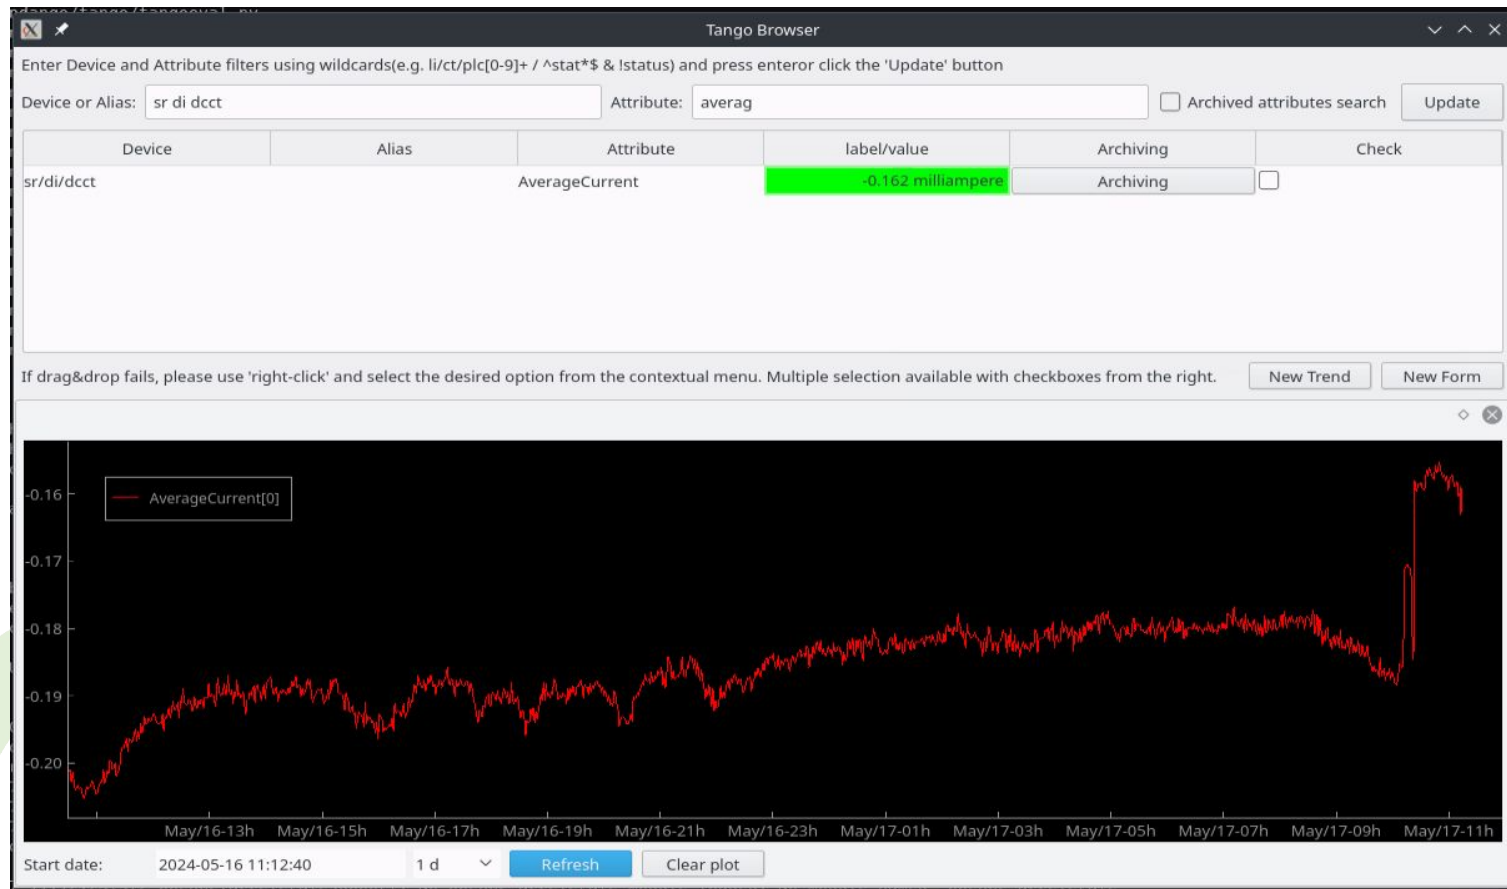 Tango Browser
Enter Device and Attribute filters using wildcards(e.g. li/ct/plc[0-9]+ / ^stat*$ & !status) and press enteror click the 'Update' button
Device or Alias: sr di dcct Attribute: averag Archived attributes search Update
Device Alias Attribute label/value Archiving Check
sr/di/dcct AverageCurrent -0.162 milliampere Archiving
If drag&drop fails, please use 'right-click' and select the desired option from the contextual menu. Multiple selection available with checkboxes from the right. New Trend New Form
-0.16 AverageCurrent[0]
-0.17
-0.18
-0.19
-0.20
May/16-13h May/16-15h May/16-17h May/16-19h May/16-21h May/16-23h May/17-01h May/17-03h May/17-05h May/17-07h May/17-09h May/17-11h
Start date: 2024-05-16 11:12:40 1 d Refresh Clear plot